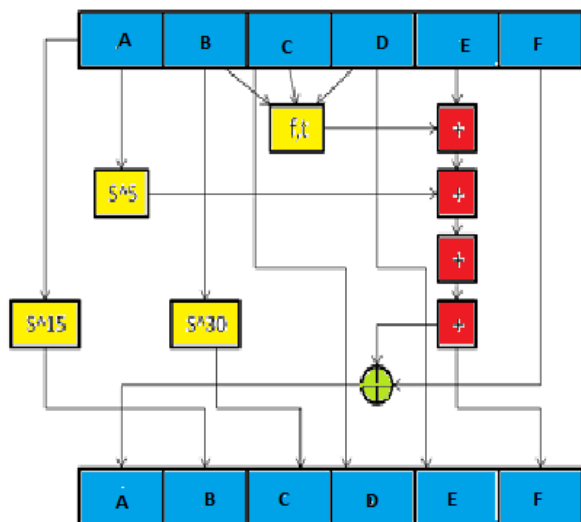 A B C D E F
f,t +
S^5 +
+
S^15 S^30 +
A B C D E F